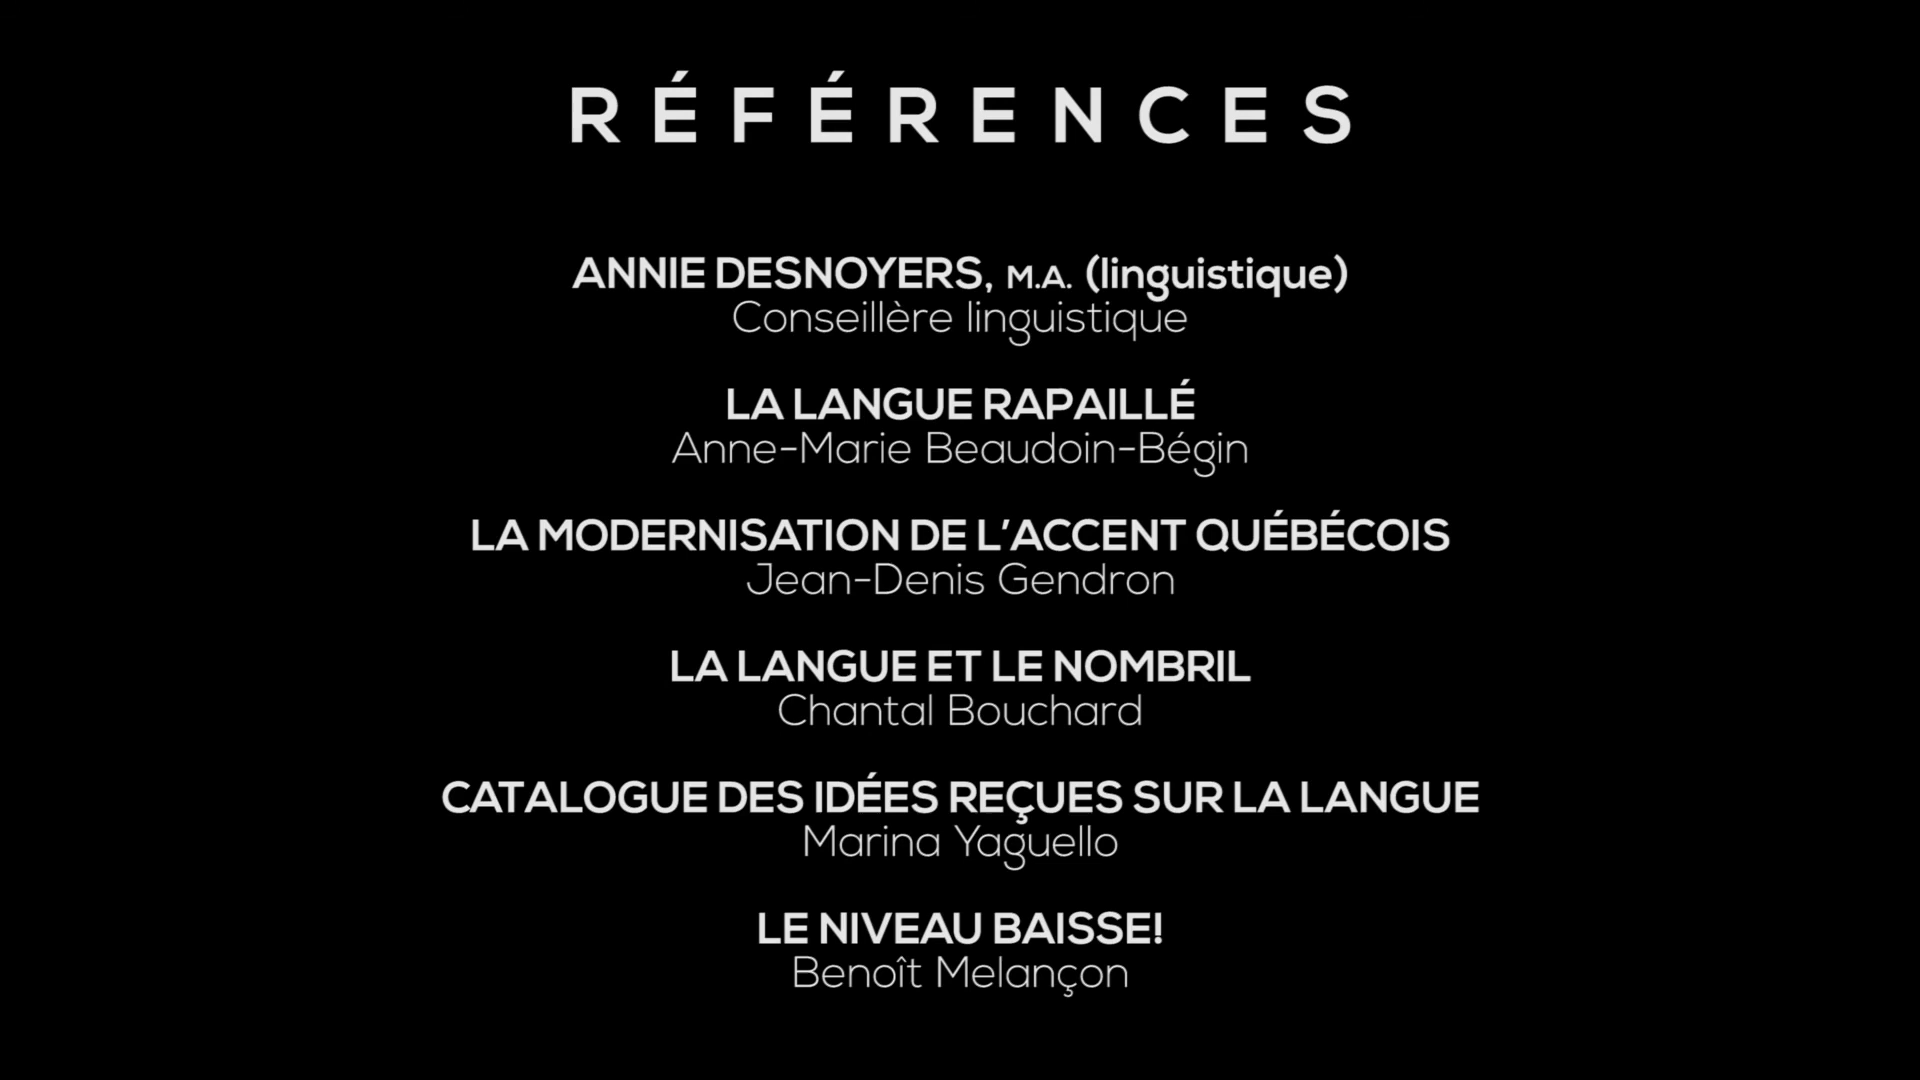 RÉFÉRENCES
ANNIE DESNOYERS, M.A. (linguistique)
Conseillère linguistique
LA LANGUE RAPAILLÉ
Anne-Marie Beaudoin-Bégin
LA MODERNISATION DE L'ACCENT QUÉBÉCOIS
Jean-Denis Gendron
LA LANGUE ET LE NOMBRIL
Chantal Bouchard
CATALOGUE DES IDÉES REÇUES SUR LA LANGUE
Marina Yaguello
LE NIVEAU BAISSE!
Benoît Melançon